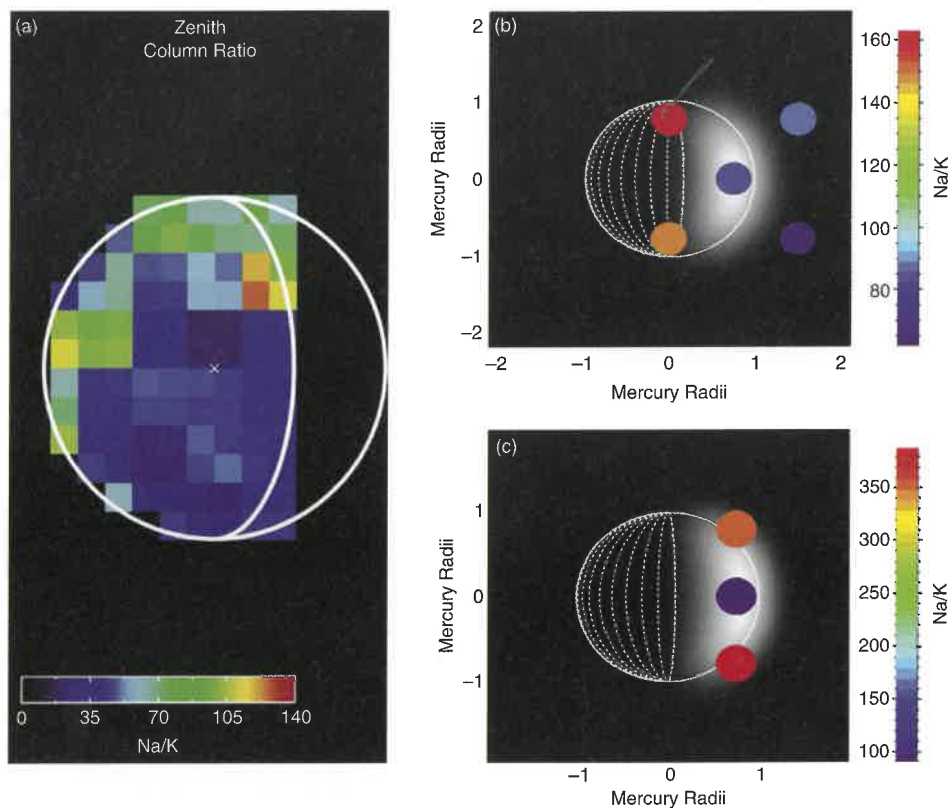 (a)
Zenith
Column Ratio
0 35 70 105 140
Na/K
(b)
2
1
0
−1
−2
Mercury Radii
−2 −1 0 1 2
Mercury Radii
160
140
120
100
80
Na/K
(c)
1
0
−1
Mercury Radii
−1 0 1
Mercury Radii
350
300
250
200
150
100
Na/K